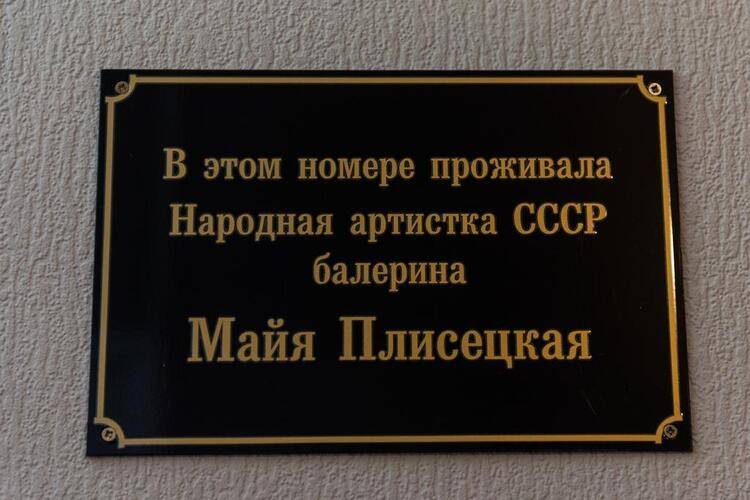 В этом номере проживала
Народная артистка СССР
балерина
Майя Плисецкая